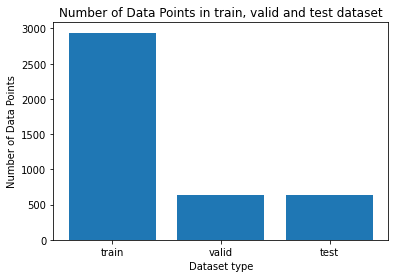 Number of Data Points in train, valid and test dataset
Number of Data Points
3000
2500
2000
1500
1000
500
0
train valid test
Dataset type